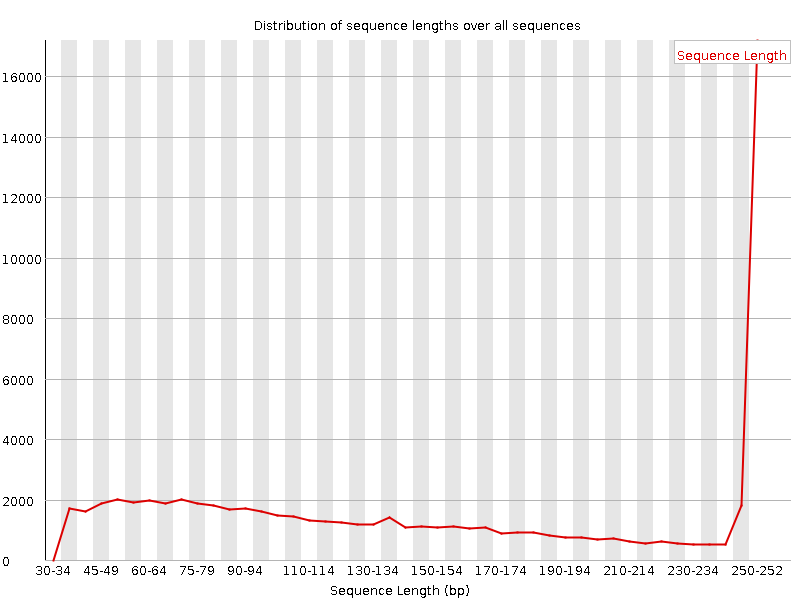 Distribution of sequence lengths over all sequences
Sequence Length
16000
14000
12000
10000
8000
6000
4000
2000
0
30-34 45-49 60-64 75-79 90-94 110-114 130-134 150-154 170-174 190-194 210-214 230-234 250-252
Sequence Length (bp)